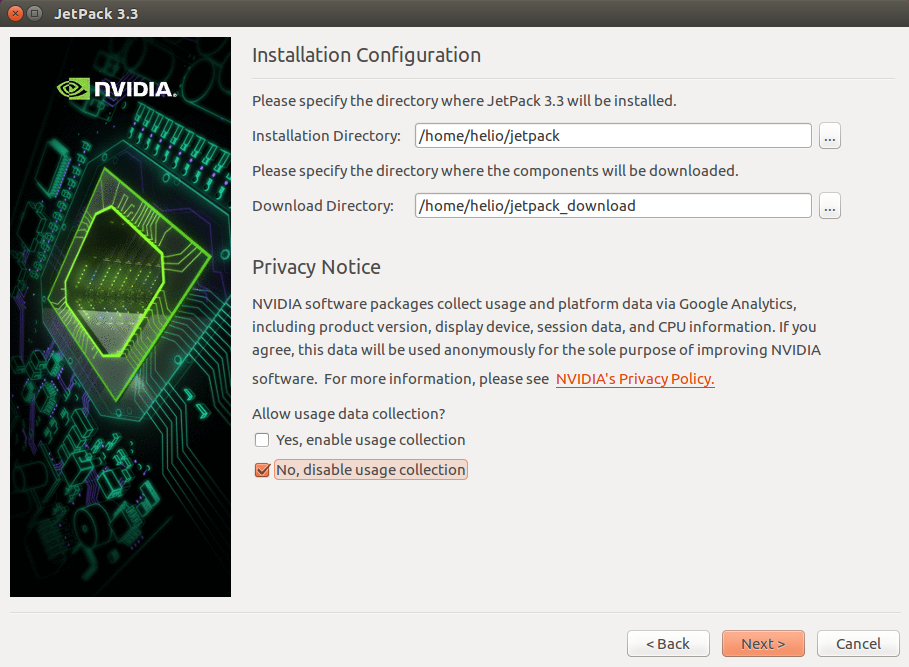 JetPack 3.3
NVIDIA.
Installation Configuration
Please specify the directory where JetPack 3.3 will be installed.
Installation Directory: /home/helio/jetpack ...
Please specify the directory where the components will be downloaded.
Download Directory: /home/helio/jetpack_download ...
Privacy Notice
NVIDIA software packages collect usage and platform data via Google Analytics,
including product version, display device, session data, and CPU information. If you
agree, this data will be used anonymously for the sole purpose of improving NVIDIA
software. For more information, please see NVIDIA's Privacy Policy.
Allow usage data collection?
Yes, enable usage collection
No, disable usage collection
< Back Next > Cancel